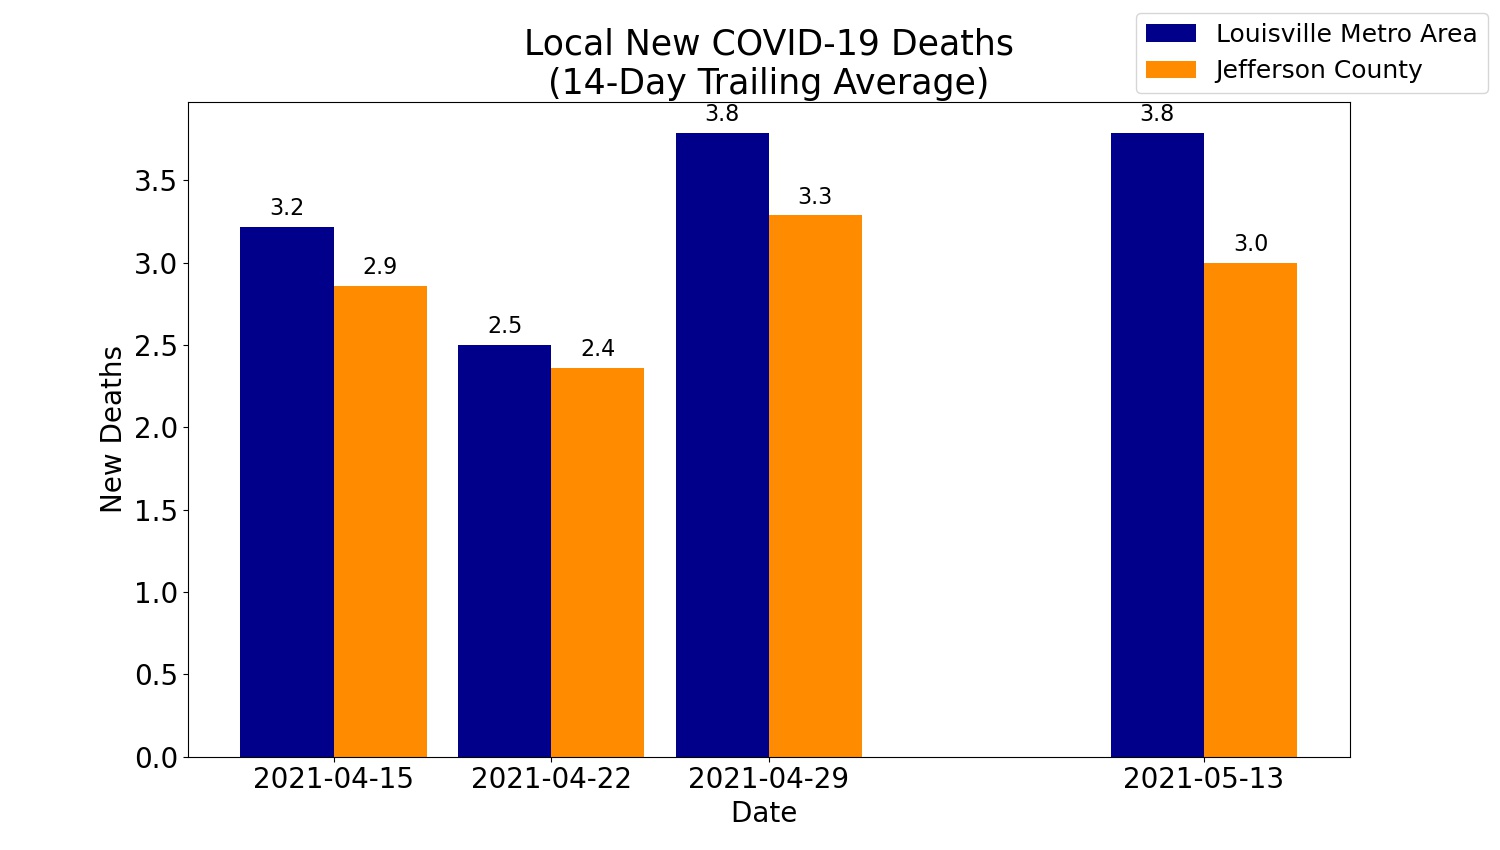 Local New COVID-19 Deaths
(14-Day Trailing Average)
Louisville Metro Area
Jefferson County
3.8
3.8
3.3
3.2
3.0
2.9
2.5
2.4
New Deaths
3.5
3.0
2.5
2.0
1.5
1.0
0.5
0.0
2021-04-15 2021-04-22 2021-04-29 2021-05-13
Date